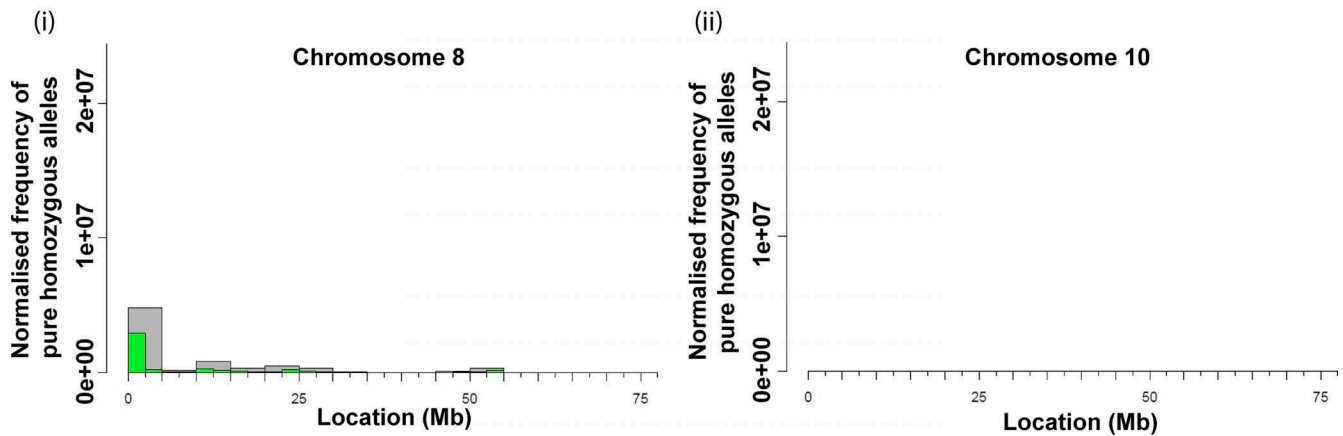 (i)
Chromosome 8
Normalised frequency of
pure homozygous alleles
2e+07
1e+07
0e+00
0
25
50
75
Location (Mb)
(ii)
Chromosome 10
Normalised frequency of
pure homozygous alleles
2e+07
1e+07
0e+00
0
25
50
75
Location (Mb)